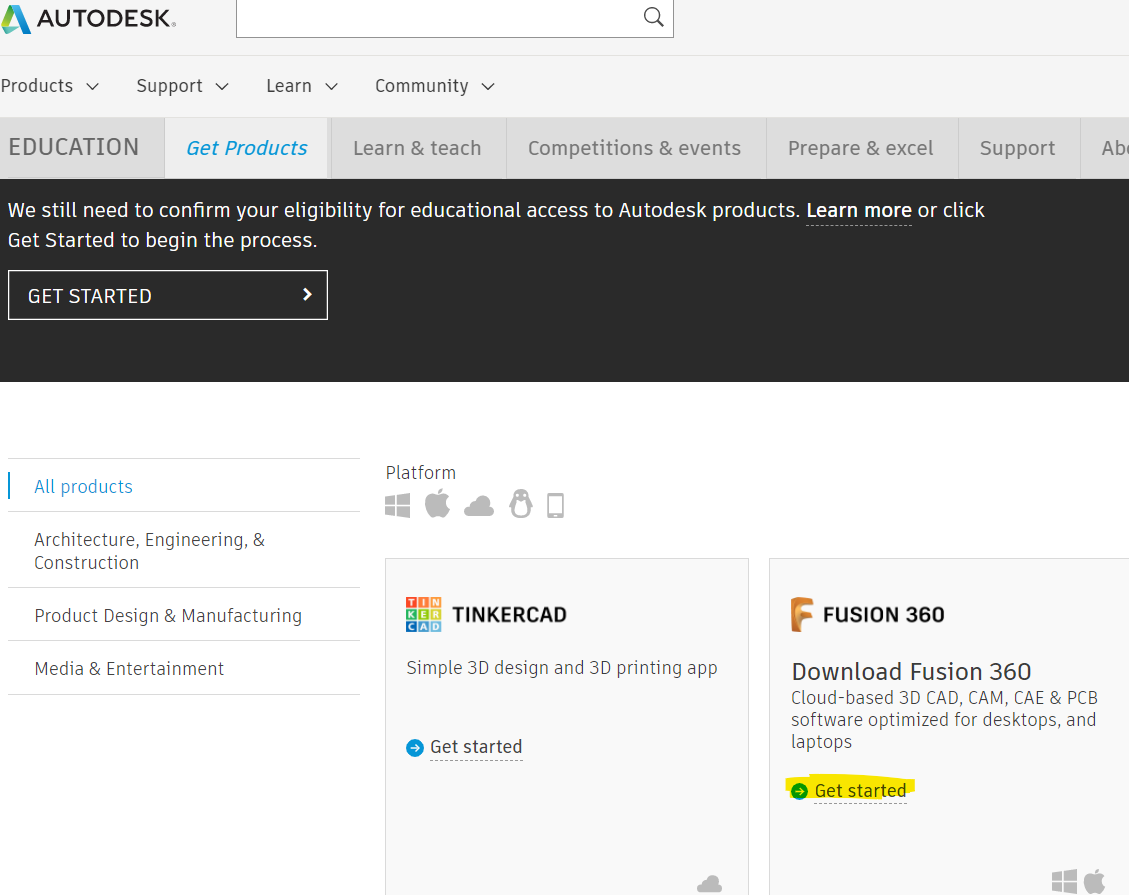 AUTODESK
Products
Support
Learn
Community
EDUCATION
Get Products
Learn & teach
Competitions & events
Prepare & excel
Support
We still need to confirm your eligibility for educational access to Autodesk products. Learn more or click
Get Started to begin the process.
GET STARTED
All products
Architecture, Engineering, &
Construction
Product Design & Manufacturing
Media & Entertainment
Platform
TIN
KER
CAD
TINKERCAD
Simple 3D design and 3D printing app
Get started
FUSION 360
Download Fusion 360
Cloud-based 3D CAD, CAM, CAE & PCB
software optimized for desktops, and
laptops
Get started